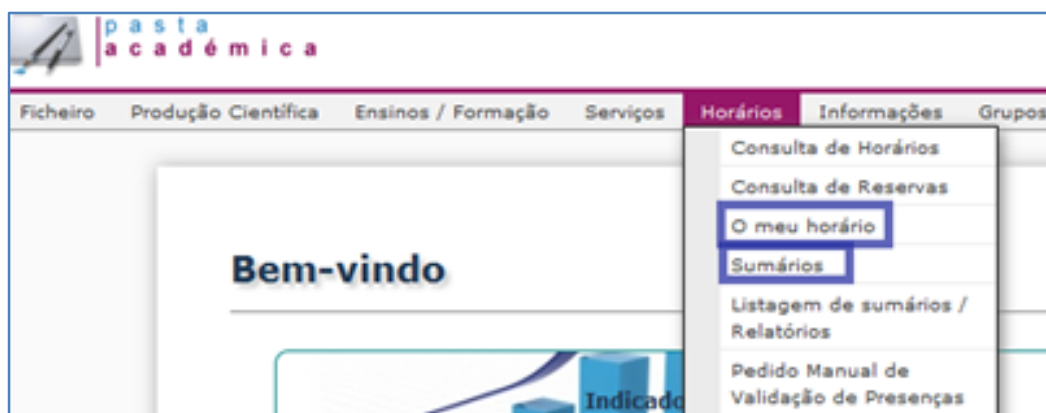 pasta
académica
Ficheiro Produção Científica Ensinos / Formação Serviços Horários Informações Grupos
Consulta de Horários
Consulta de Reservas
O meu horário
Sumários
Listagem de sumários /
Relatórios
Pedido Manual de
Validação de Presenças
Bem-vindo